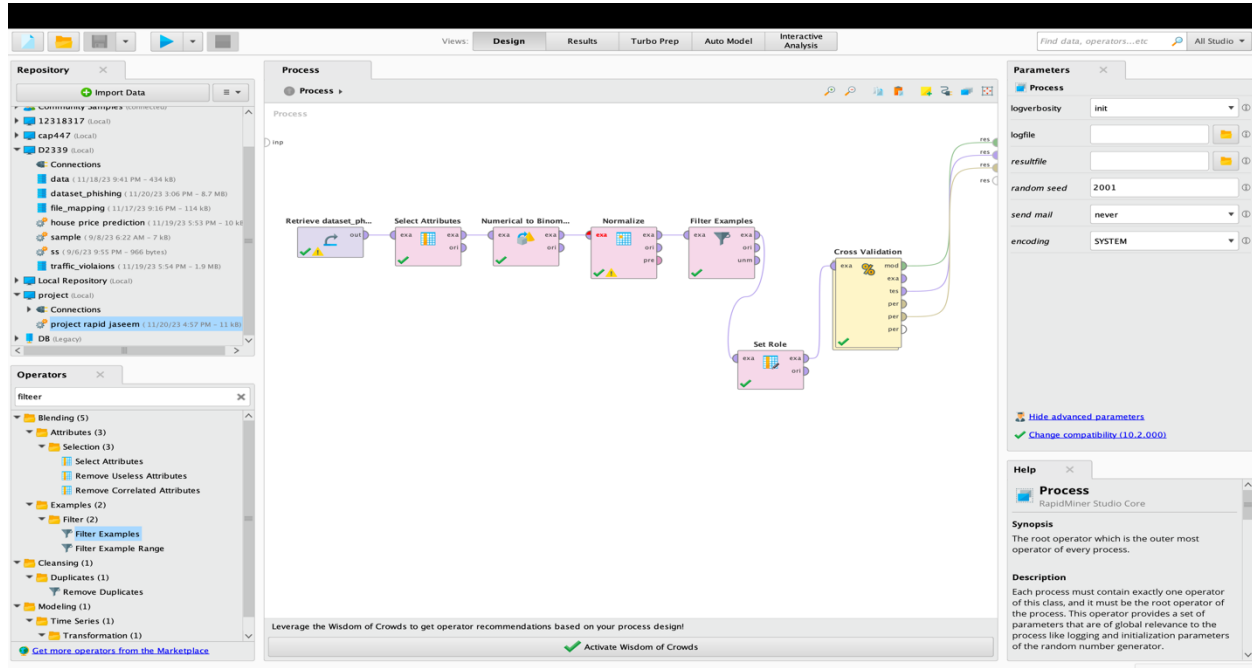 Views:
Design
Results
Turbo Prep
Auto Model
Interactive
Analysis
Find data, operators...etc
All Studio
Repository
Import Data
Community Samples (connected)
12318317 (Local)
cap447 (Local)
D2339 (Local)
Connections
data (11/18/23 9:41 PM – 434 kB)
dataset_phishing (11/20/23 3:06 PM – 8.7 MB)
file_mapping (11/17/23 9:16 PM – 114 kB)
house price prediction (11/19/23 5:53 PM – 10 kB
sample (9/8/23 6:22 AM – 7 kB)
ss (9/6/23 9:55 PM – 966 bytes)
traffic_violaions (11/19/23 5:54 PM – 1.9 MB)
Local Repository (Local)
project (Local)
Connections
project rapid jaseem (11/20/23 4:57 PM – 11 kB)
DB (Legacy)
Operators
filteer
Blending (5)
Attributes (3)
Selection (3)
Select Attributes
Remove Useless Attributes
Remove Correlated Attributes
Examples (2)
Filter (2)
Filter Examples
Filter Example Range
Cleansing (1)
Duplicates (1)
Remove Duplicates
Modeling (1)
Time Series (1)
Transformation (1)
Get more operators from the Marketplace
Process
Process
Process
inp
res
res
res
res
Retrieve dataset_ph...
out
Select Attributes
exa exa
ori
Numerical to Binom...
exa exa
ori
Normalize
exa exa
ori
pre
Filter Examples
exa exa
ori
unm
Set Role
exa exa
ori
Cross Validation
exa mod
exa
tes
per
per
per
Leverage the Wisdom of Crowds to get operator recommendations based on your process design!
Activate Wisdom of Crowds
Parameters
Process
logverbosity init
logfile
resultfile
random seed 2001
send mail never
encoding SYSTEM
Hide advanced parameters
Change compatibility (10.2.000)
Help
Process
RapidMiner Studio Core
Synopsis
The root operator which is the outer most
operator of every process.
Description
Each process must contain exactly one operator
of this class, and it must be the root operator of
the process. This operator provides a set of
parameters that are of global relevance to the
process like logging and initialization parameters
of the random number generator.